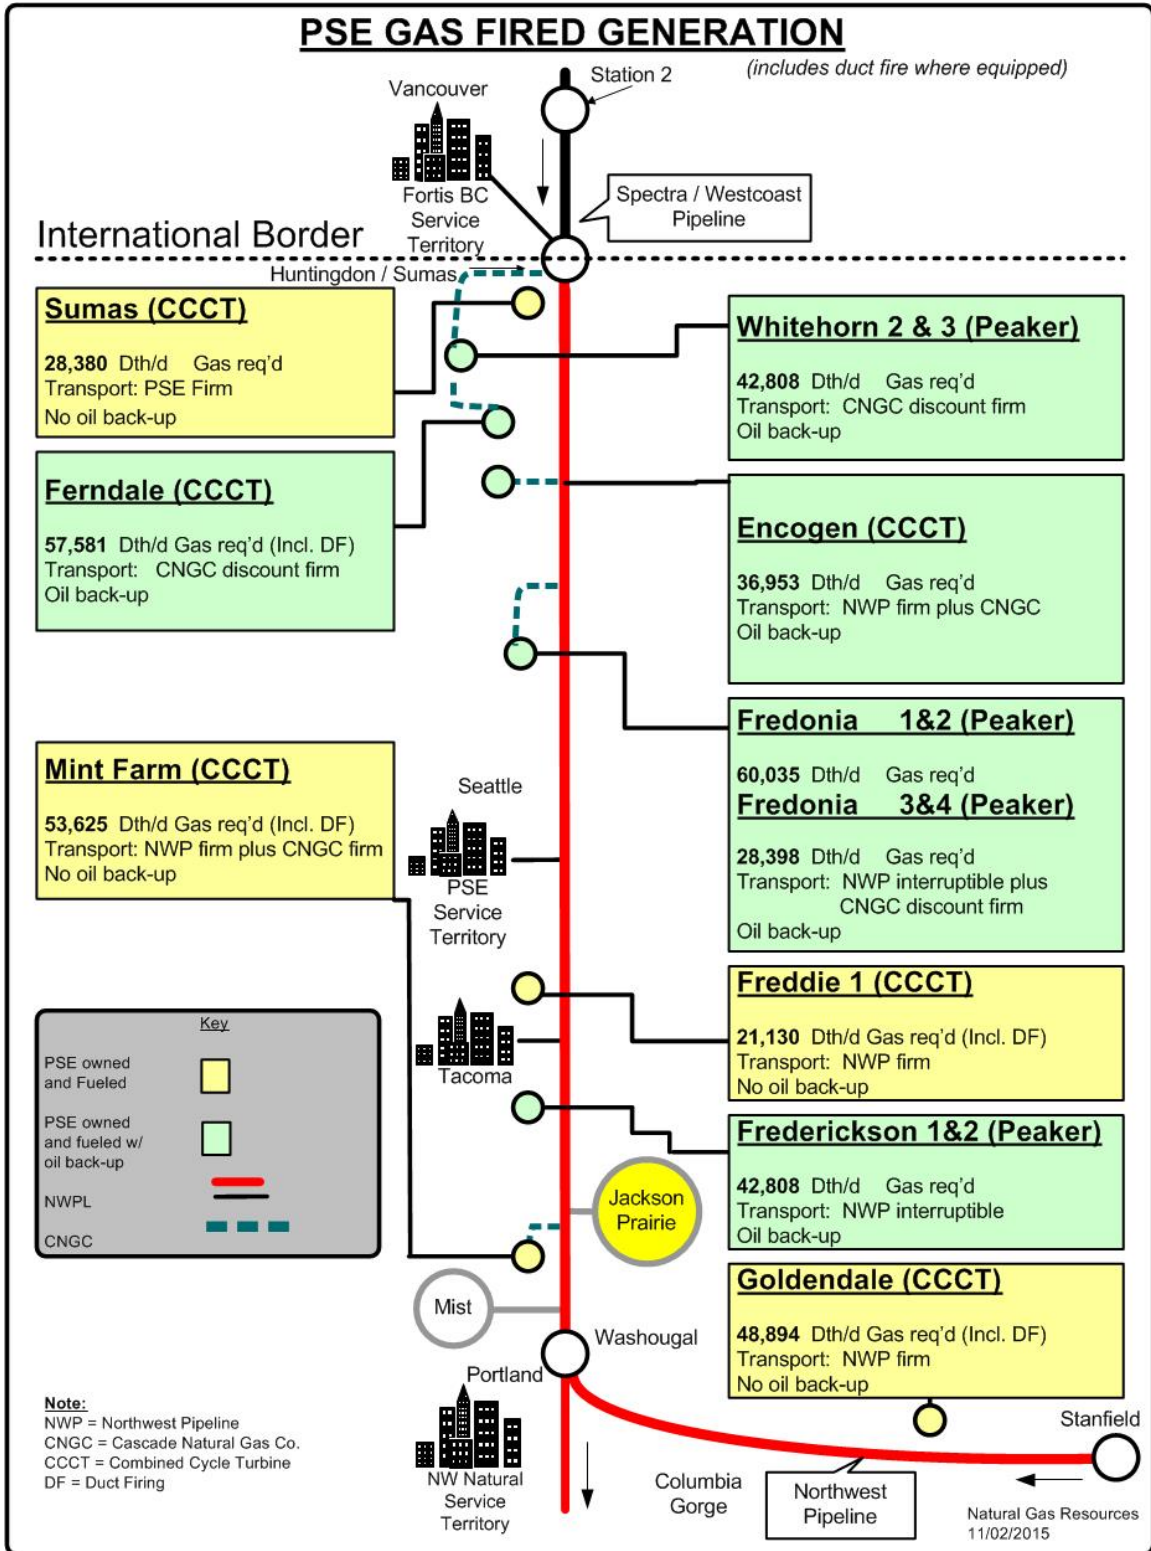 PSE GAS FIRED GENERATION
(includes duct fire where equipped)
Station 2
Vancouver
Fortis BC
Service
Territory
Spectra / Westcoast
Pipeline
International Border
Huntingdon / Sumas
Sumas (CCCT)
28,380 Dth/d Gas req'd
Transport: PSE Firm
No oil back-up
Whitehorn 2 & 3 (Peaker)
42,808 Dth/d Gas req'd
Transport: CNGC discount firm
Oil back-up
Ferndale (CCCT)
57,581 Dth/d Gas req'd (Incl. DF)
Transport: CNGC discount firm
Oil back-up
Encogen (CCCT)
36,953 Dth/d Gas req'd
Transport: NWP firm plus CNGC
Oil back-up
Fredonia 1&2 (Peaker)
60,035 Dth/d Gas req'd
Fredonia 3&4 (Peaker)
28,398 Dth/d Gas req'd
Transport: NWP interruptible plus
CNGC discount firm
Oil back-up
Mint Farm (CCCT)
53,625 Dth/d Gas req'd (Incl. DF)
Transport: NWP firm plus CNGC firm
No oil back-up
Seattle
PSE
Service
Territory
Freddie 1 (CCCT)
21,130 Dth/d Gas req'd (Incl. DF)
Transport: NWP firm
No oil back-up
Tacoma
Key
PSE owned
and Fueled
PSE owned
and fueled w/
oil back-up
NWPL
CNGC
Frederickson 1&2 (Peaker)
42,808 Dth/d Gas req'd
Transport: NWP interruptible
Oil back-up
Jackson
Prairie
Mist
Goldendale (CCCT)
48,894 Dth/d Gas req'd (Incl. DF)
Transport: NWP firm
No oil back-up
Washougal
Portland
NW Natural
Service
Territory
Stanfield
Columbia
Gorge
Northwest
Pipeline
Note:
NWP = Northwest Pipeline
CNGC = Cascade Natural Gas Co.
CCCT = Combined Cycle Turbine
DF = Duct Firing
Natural Gas Resources
11/02/2015